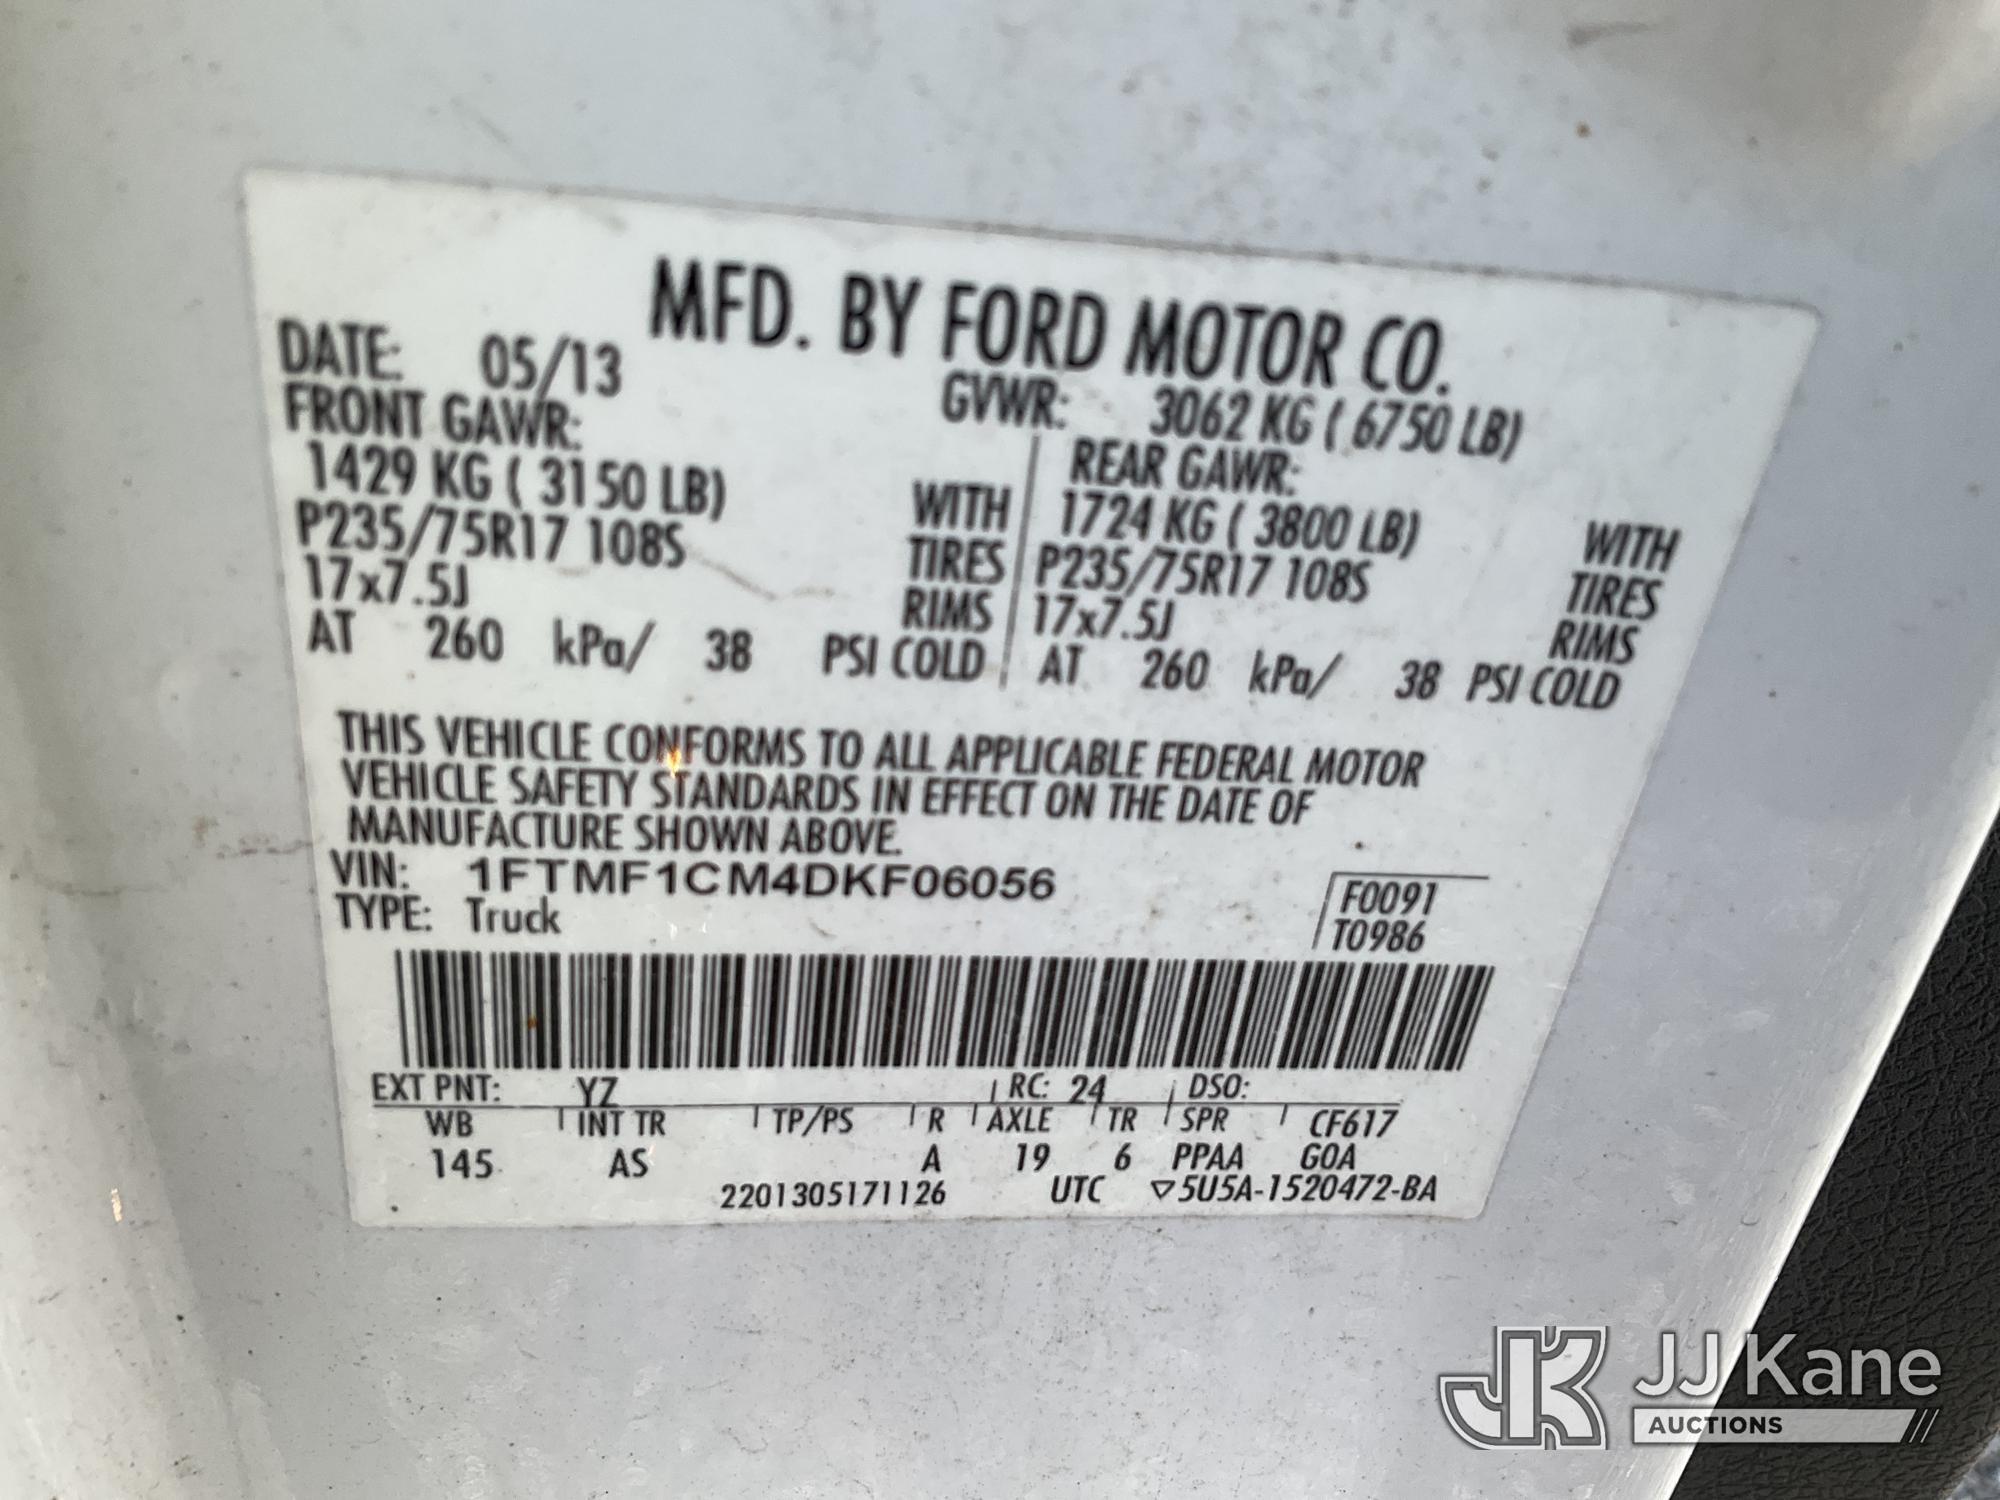 MFD. BY FORD MOTOR CO.
DATE: 05/13 GVWR: 3062 KG ( 6750 LB)
FRONT GAWR: REAR GAWR:
1429 KG ( 3150 LB) WITH 1724 KG ( 3800 LB) WITH
P235/75R17 108S TIRES P235/75R17 108S TIRES
17x7.5J RIMS 17x7.5J RIMS
AT 260 kPa/ 38 PSI COLD AT 260 kPa/ 38 PSI COLD
THIS VEHICLE CONFORMS TO ALL APPLICABLE FEDERAL MOTOR
VEHICLE SAFETY STANDARDS IN EFFECT ON THE DATE OF
MANUFACTURE SHOWN ABOVE.
VIN: 1FTMF1CM4DKF06056 F0091
TYPE: Truck T0986
EXT PNT: YZ RC: 24 DSO:
WB INT TR TP/PS R AXLE TR SPR CF617
145 AS A 19 6 PPAA GOA
2201305171126 UTC ▽5U5A-1520472-BA
JK JJ Kane
AUCTIONS